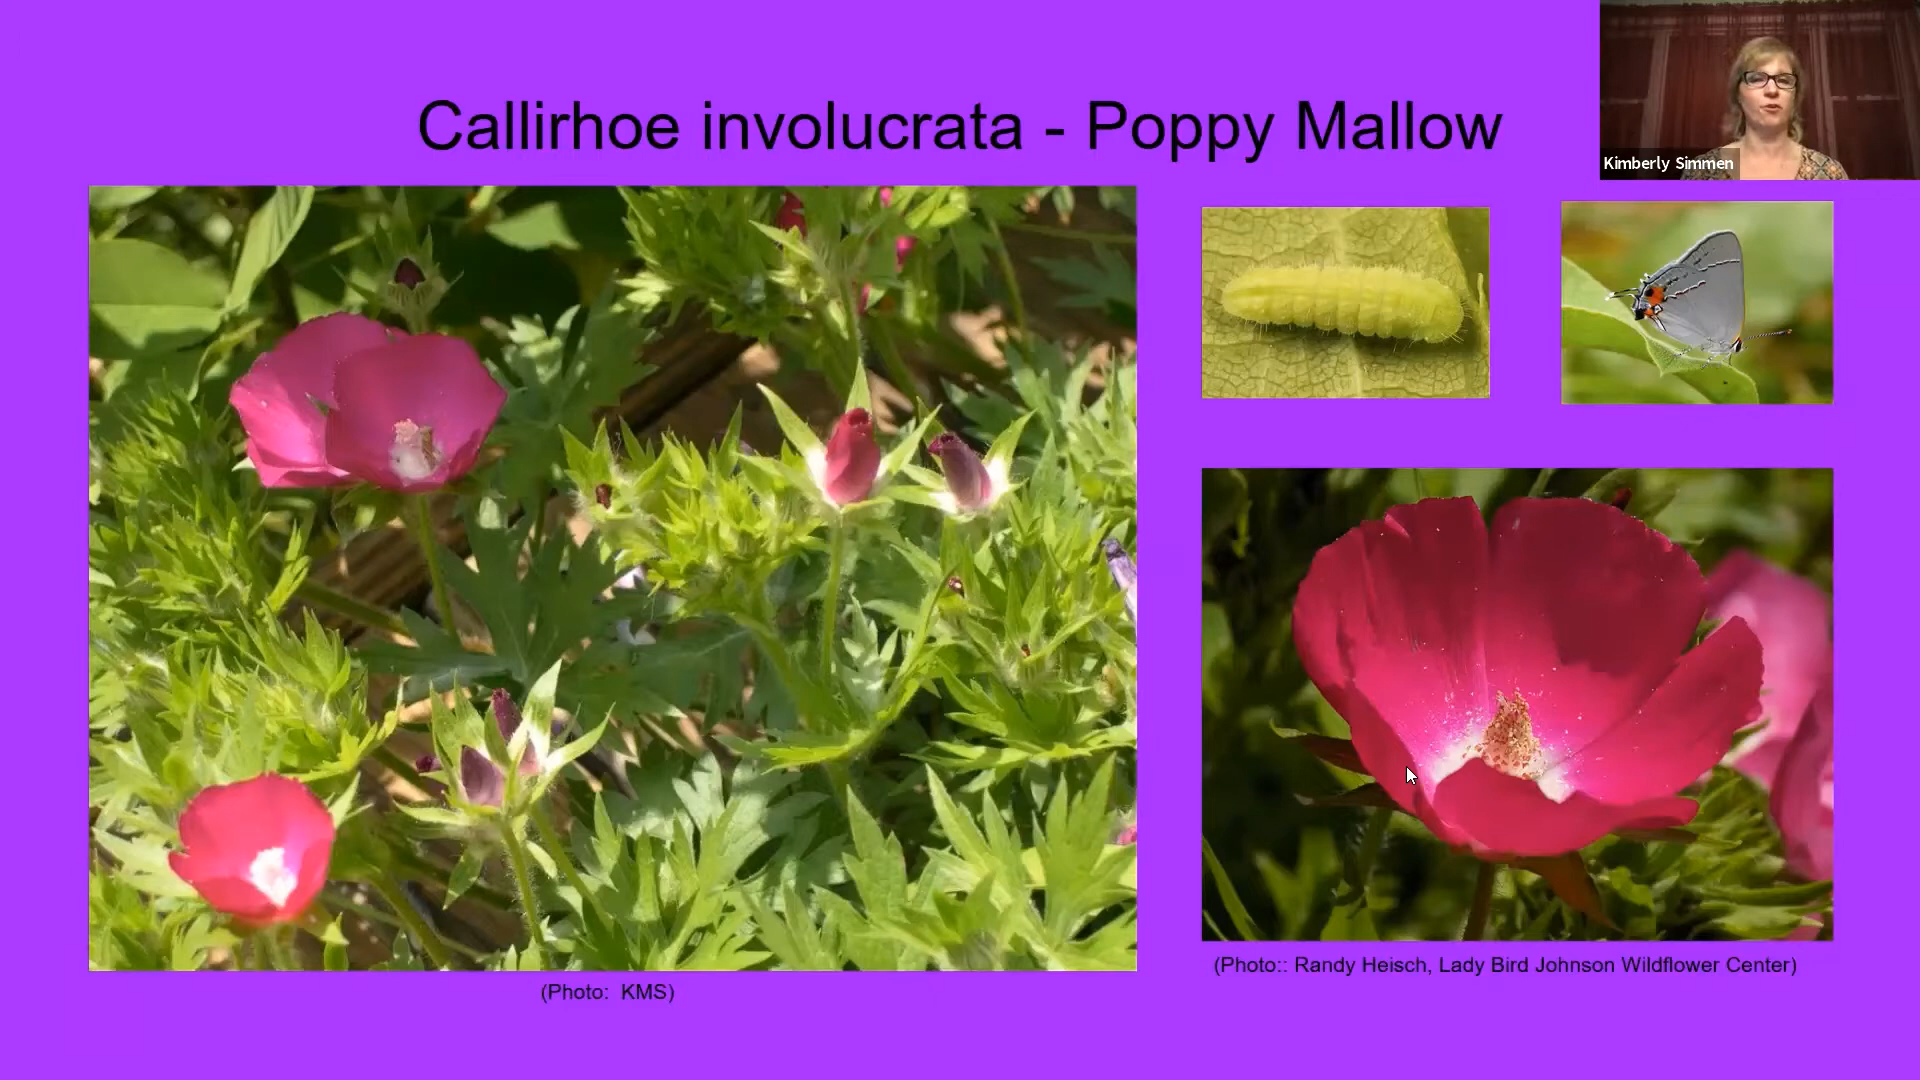 Callirhoe involucrata - Poppy Mallow
Kimberly Simmen
(Photo:: Randy Heisch, Lady Bird Johnson Wildflower Center)
(Photo:  KMS)